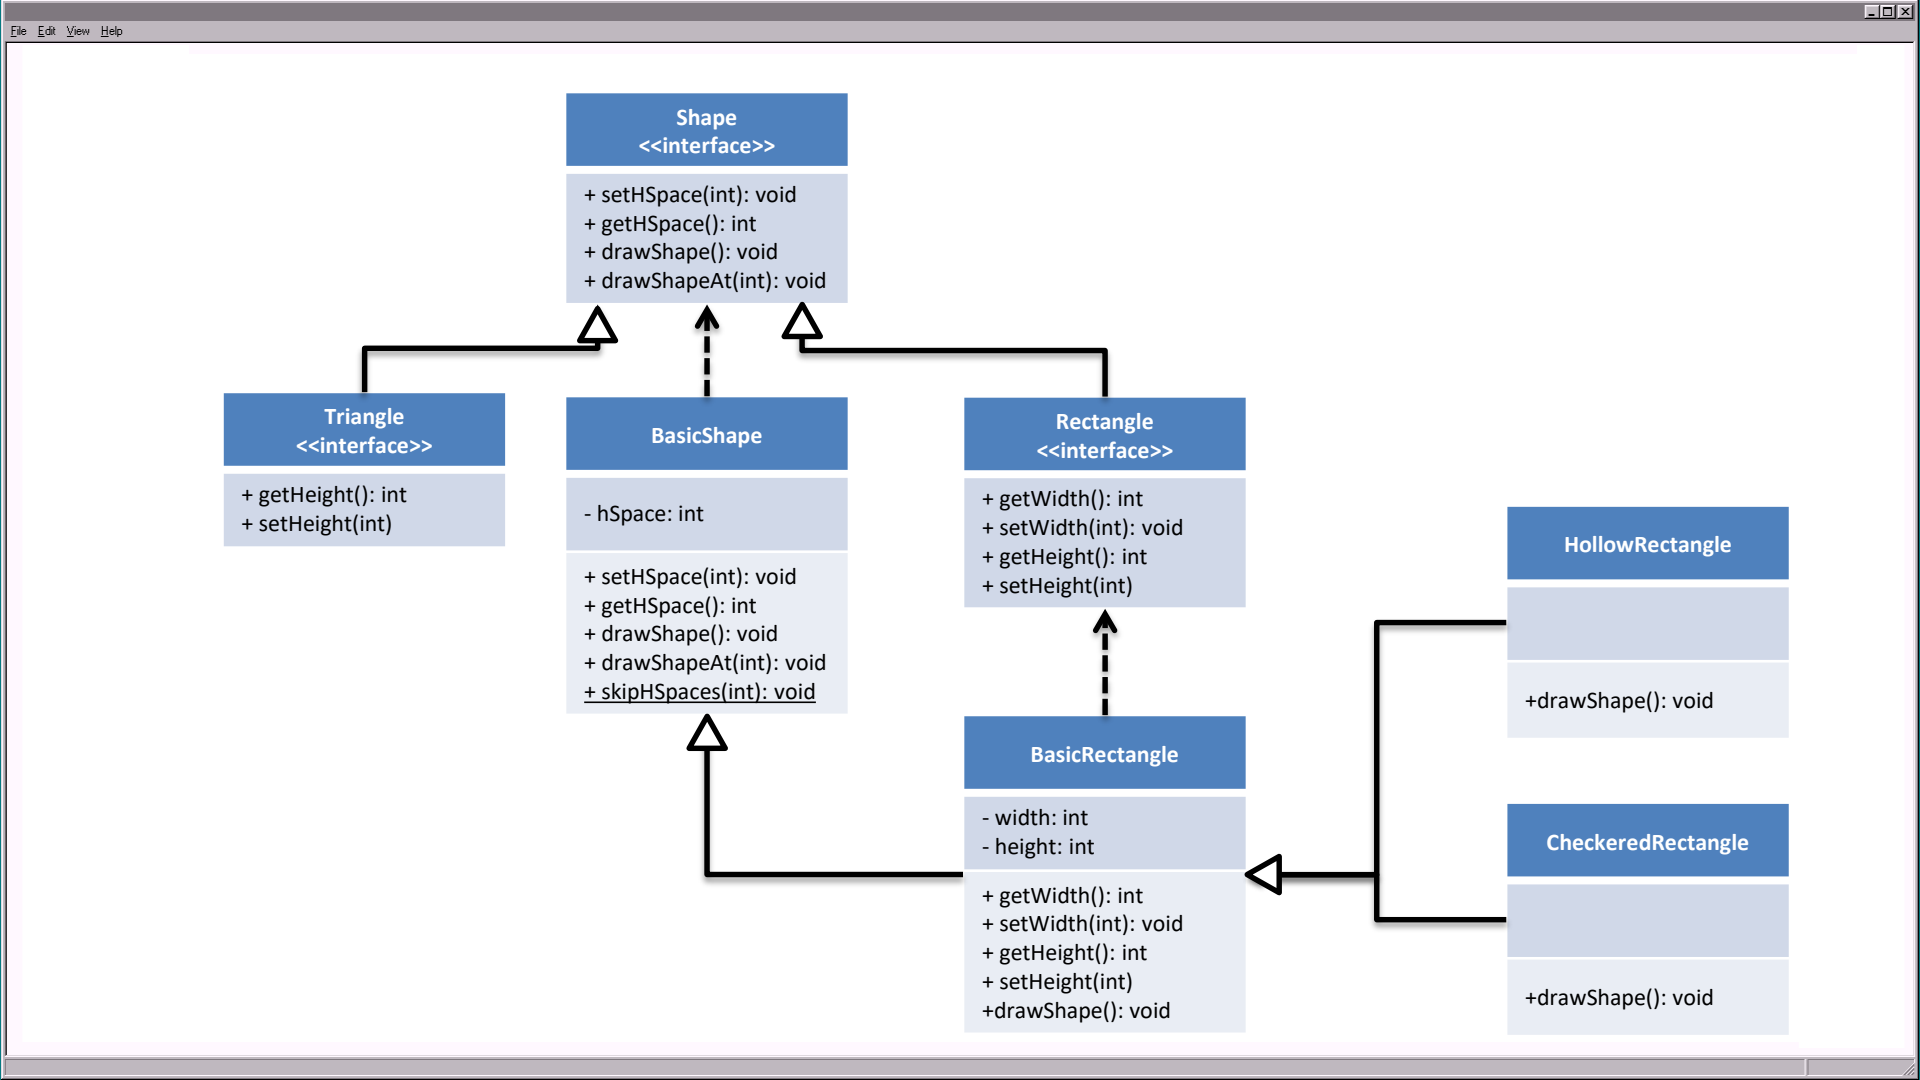 File Edit View Help
Shape
<<interface>>
+ setHSpace(int): void
+ getHSpace(): int
+ drawShape(): void
+ drawShapeAt(int): void
Triangle
<<interface>>
+ getHeight(): int
+ setHeight(int)
BasicShape
- hSpace: int
+ setHSpace(int): void
+ getHSpace(): int
+ drawShape(): void
+ drawShapeAt(int): void
+ skipHSpaces(int): void
Rectangle
<<interface>>
+ getWidth(): int
+ setWidth(int): void
+ getHeight(): int
+ setHeight(int)
BasicRectangle
- width: int
- height: int
+ getWidth(): int
+ setWidth(int): void
+ getHeight(): int
+ setHeight(int)
+drawShape(): void
HollowRectangle
+drawShape(): void
CheckeredRectangle
+drawShape(): void